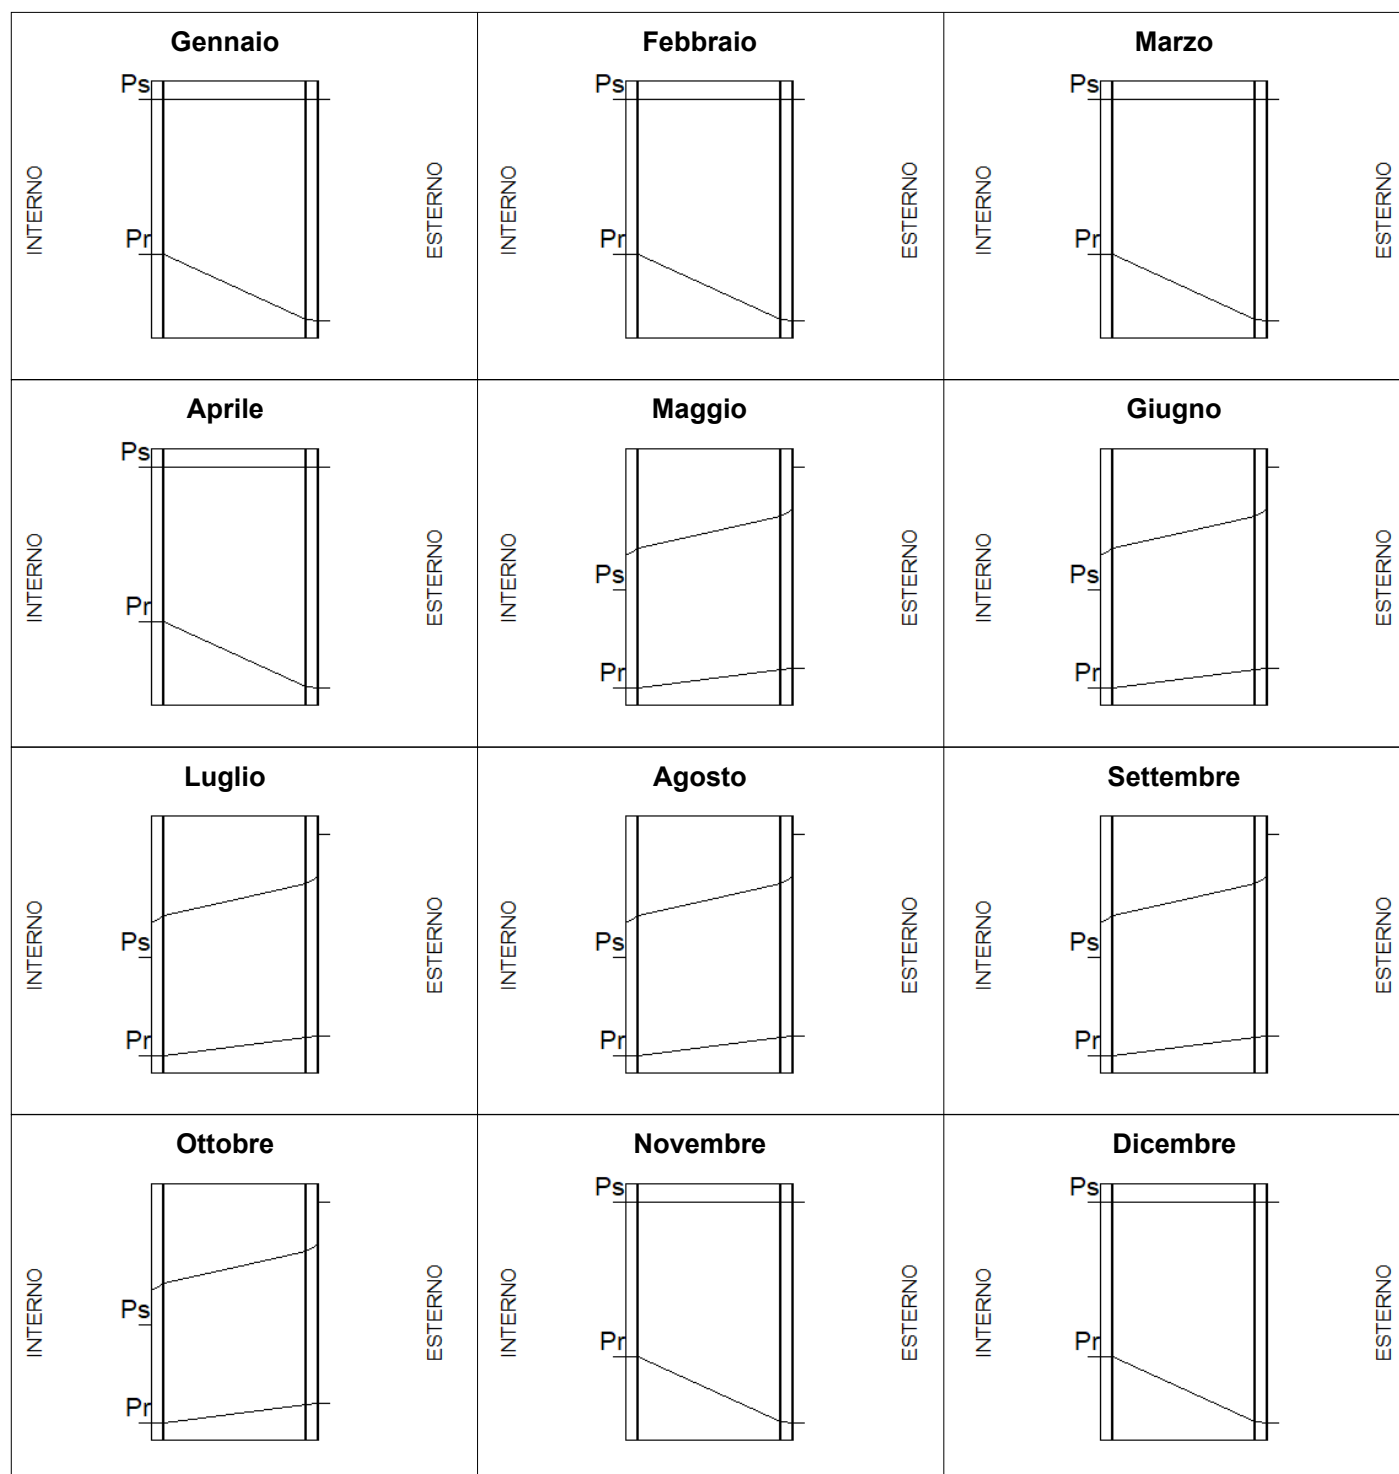 Gennaio
Ps
INTERNO
ESTERNO
Pr
Febbraio
Ps
INTERNO
ESTERNO
Pr
Marzo
Ps
INTERNO
ESTERNO
Pr
Aprile
Ps
INTERNO
ESTERNO
Pr
Maggio
INTERNO
ESTERNO
Ps
Pr
Giugno
INTERNO
ESTERNO
Ps
Pr
Luglio
INTERNO
ESTERNO
Ps
Pr
Agosto
INTERNO
ESTERNO
Ps
Pr
Settembre
INTERNO
ESTERNO
Ps
Pr
Ottobre
INTERNO
ESTERNO
Ps
Pr
Novembre
Ps
INTERNO
ESTERNO
Pr
Dicembre
Ps
INTERNO
ESTERNO
Pr